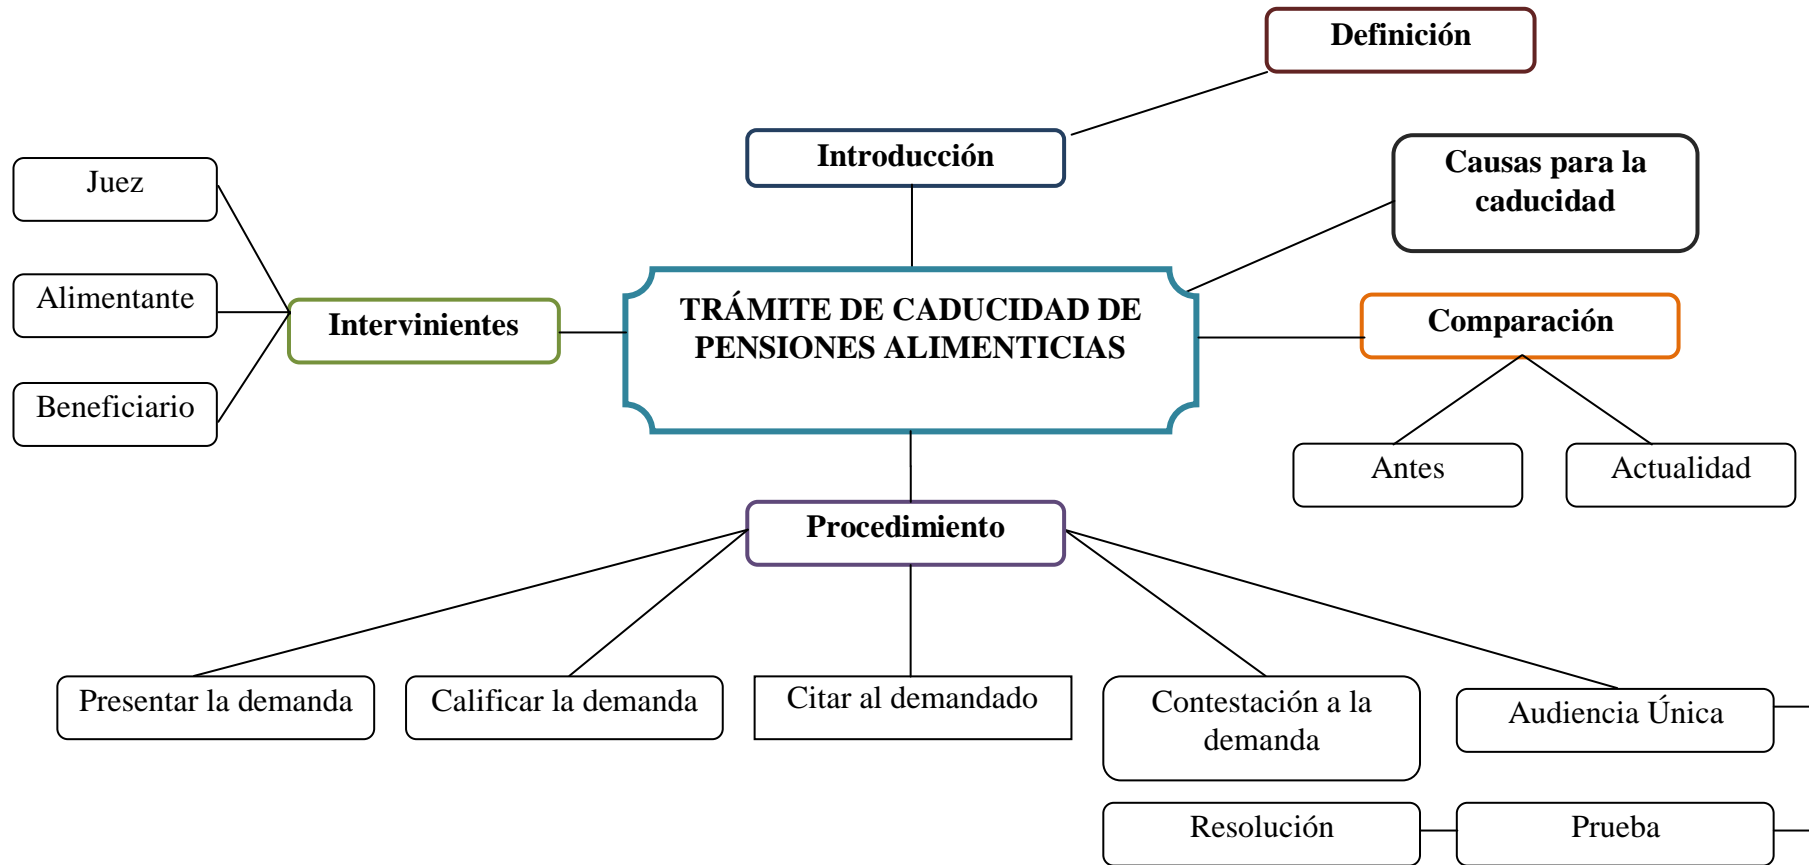 Definición
Introducción
Causas para la
caducidad
Juez
Alimentante
Beneficiario
Intervinientes
TRÁMITE DE CADUCIDAD DE
PENSIONES ALIMENTICIAS
Comparación
Antes
Actualidad
Procedimiento
Presentar la demanda
Calificar la demanda
Citar al demandado
Contestación a la
demanda
Audiencia Única
Resolución
Prueba